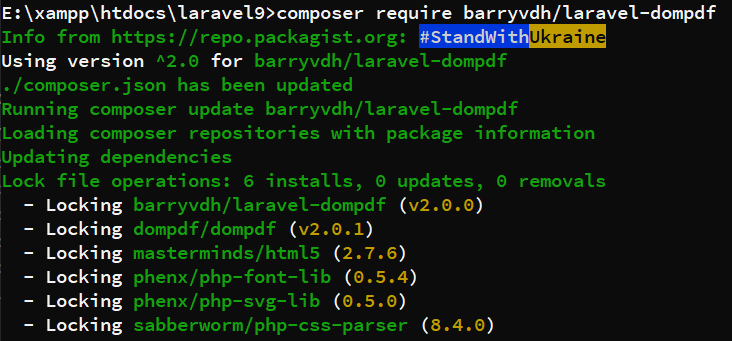 E:\xampp\htdocs\laravel9>composer require barryvdh/laravel-dompdf
Info from https://repo.packagist.org: #StandWithUkraine
Using version ^2.0 for barryvdh/laravel-dompdf
./composer.json has been updated
Running composer update barryvdh/laravel-dompdf
Loading composer repositories with package information
Updating dependencies
Lock file operations: 6 installs, 0 updates, 0 removals
  - Locking barryvdh/laravel-dompdf (v2.0.0)
  - Locking dompdf/dompdf (v2.0.1)
  - Locking masterminds/html5 (2.7.6)
  - Locking phenx/php-font-lib (0.5.4)
  - Locking phenx/php-svg-lib (0.5.0)
  - Locking sabberworm/php-css-parser (8.4.0)